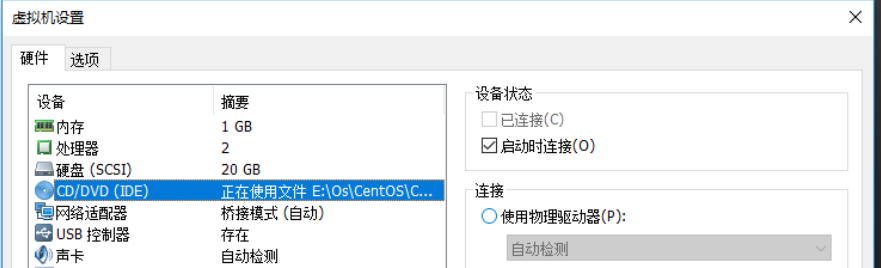 虚拟机设置
硬件 选项
设备 摘要
内存 1 GB
处理器 2
硬盘 (SCSI) 20 GB
CD/DVD (IDE) 正在使用文件 E:\Os\CentOS\C...
网络适配器 桥接模式 (自动)
USB 控制器 存在
声卡 自动检测
设备状态
已连接(C)
启动时连接(O)
连接
使用物理驱动器(P):
自动检测